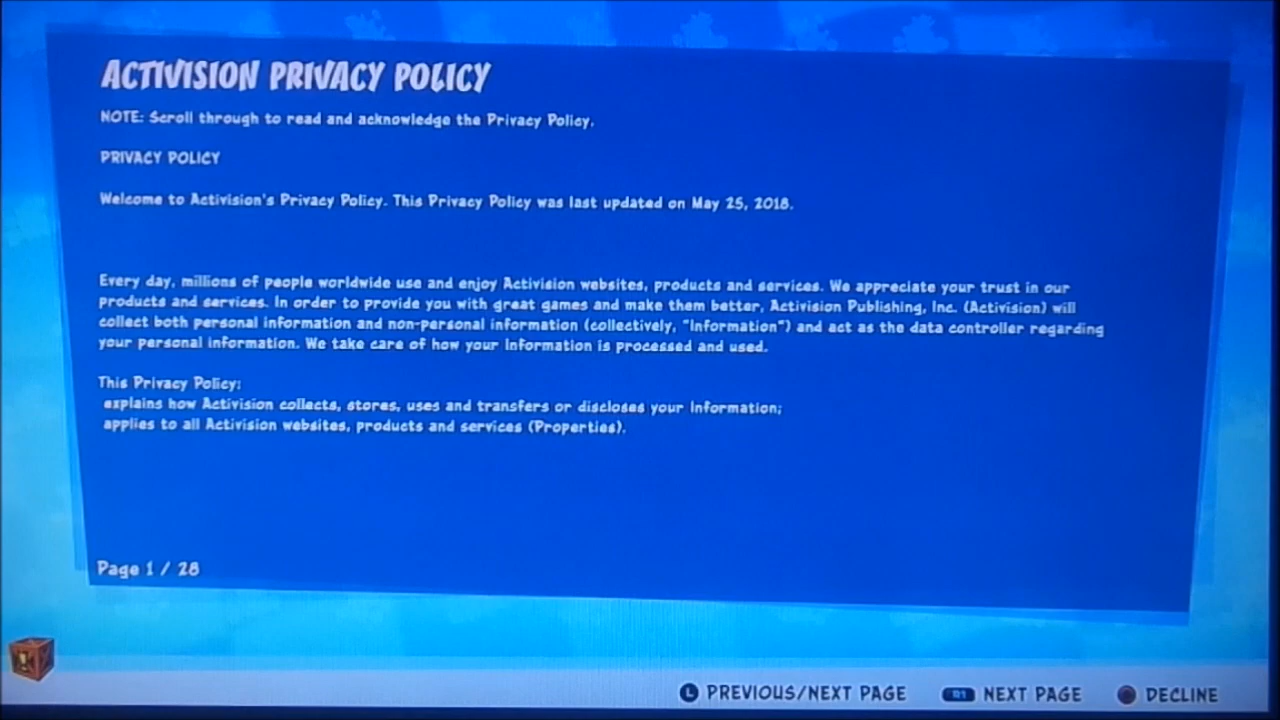 ACTIVISION PRIVACY POLICY
NOTE: Scroll through to read and acknowledge the Privacy Policy.
PRIVACY POLICY
Welcome to Activision's Privacy Policy. This Privacy Policy was last updated on May 25, 2018.
Every day, millions of people worldwide use and enjoy Activision websites, products and services. We appreciate your trust in our
products and services. In order to provide you with great games and make them better, Activision Publishing, Inc. (Activision) will
collect both personal information and non-personal information (collectively, "Information") and act as the data controller regarding
your personal information. We take care of how your Information is processed and used.
This Privacy Policy:
explains how Activision collects, stores, uses and transfers or discloses your Information;
applies to all Activision websites, products and services (Properties).
Page 1 / 28
L PREVIOUS/NEXT PAGE R1 NEXT PAGE DECLINE